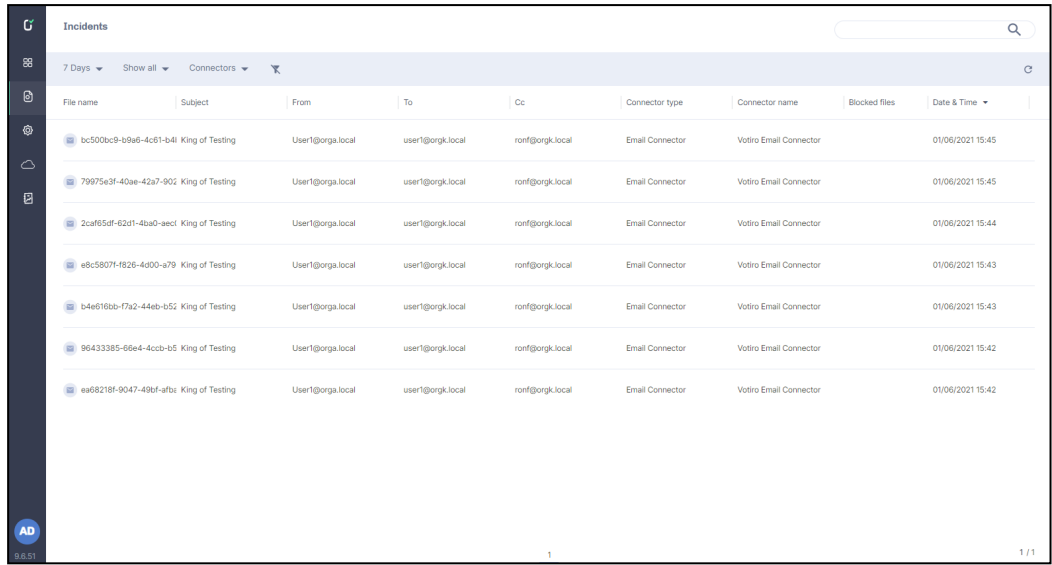 Incidents
7 Days Show all Connectors
File name Subject From To Cc Connector type Connector name Blocked files Date & Time
bc500bc9-b9a6-4c61-b4 King of Testing User1@orga.local user1@orgk.local ronf@orgk.local Email Connector Votiro Email Connector 01/06/2021 15:45
79975e3f-40ae-42a7-902 King of Testing User1@orga.local user1@orgk.local ronf@orgk.local Email Connector Votiro Email Connector 01/06/2021 15:45
2caf65df-62d1-4ba0-aec King of Testing User1@orga.local user1@orgk.local ronf@orgk.local Email Connector Votiro Email Connector 01/06/2021 15:44
e8c5807f-f826-4d00-a79 King of Testing User1@orga.local user1@orgk.local ronf@orgk.local Email Connector Votiro Email Connector 01/06/2021 15:43
b4e616bb-f7a2-44eb-b52 King of Testing User1@orga.local user1@orgk.local ronf@orgk.local Email Connector Votiro Email Connector 01/06/2021 15:43
96433385-66e4-4ccb-b5 King of Testing User1@orga.local user1@orgk.local ronf@orgk.local Email Connector Votiro Email Connector 01/06/2021 15:42
ea68218f-9047-49bf-afba King of Testing User1@orga.local user1@orgk.local ronf@orgk.local Email Connector Votiro Email Connector 01/06/2021 15:42
AD
9.6.51 1 1 / 1